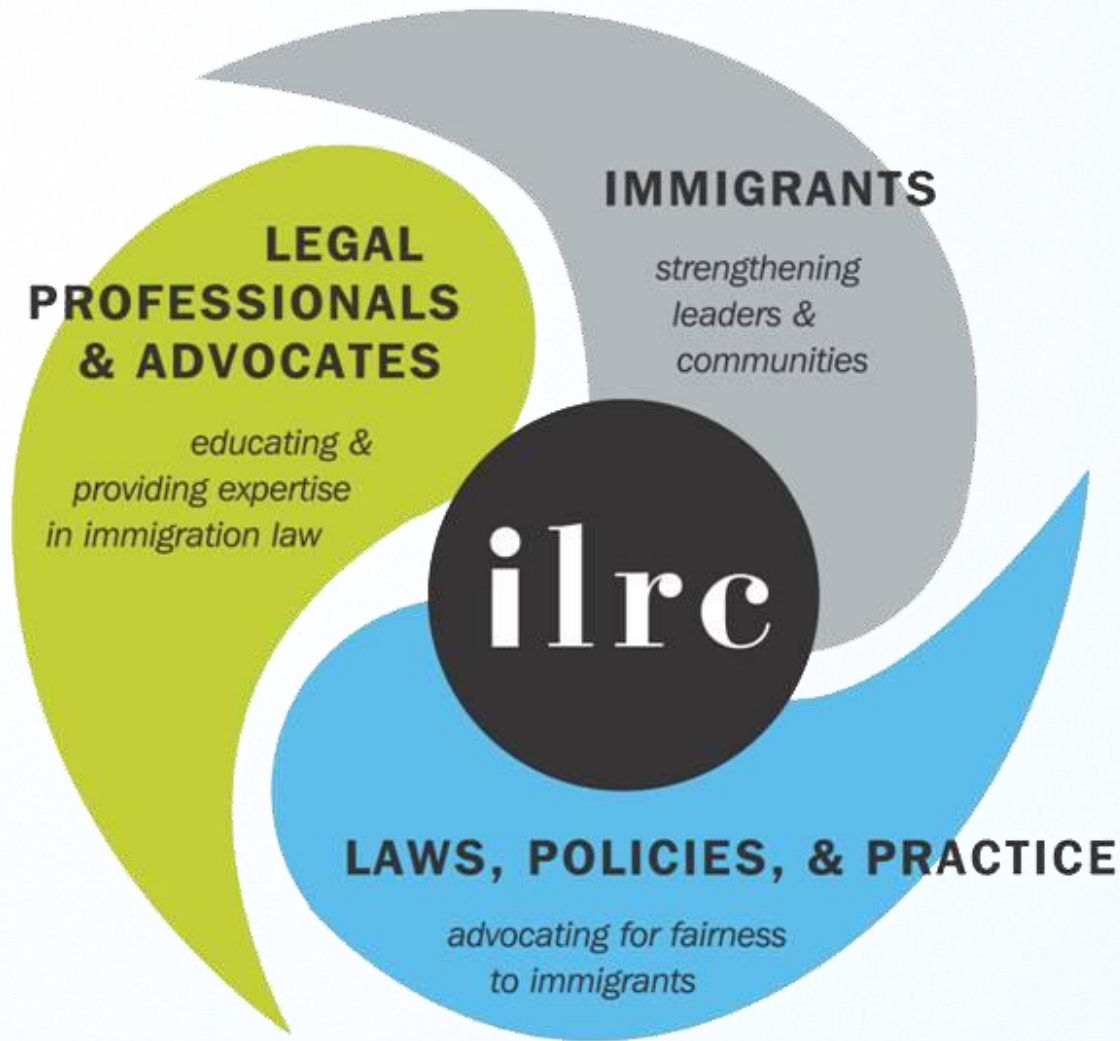 IMMIGRANTS
strengthening
leaders &
communities
LEGAL
PROFESSIONALS
& ADVOCATES
educating &
providing expertise
in immigration law
ilrc
LAWS, POLICIES, & PRACTICE
advocating for fairness
to immigrants